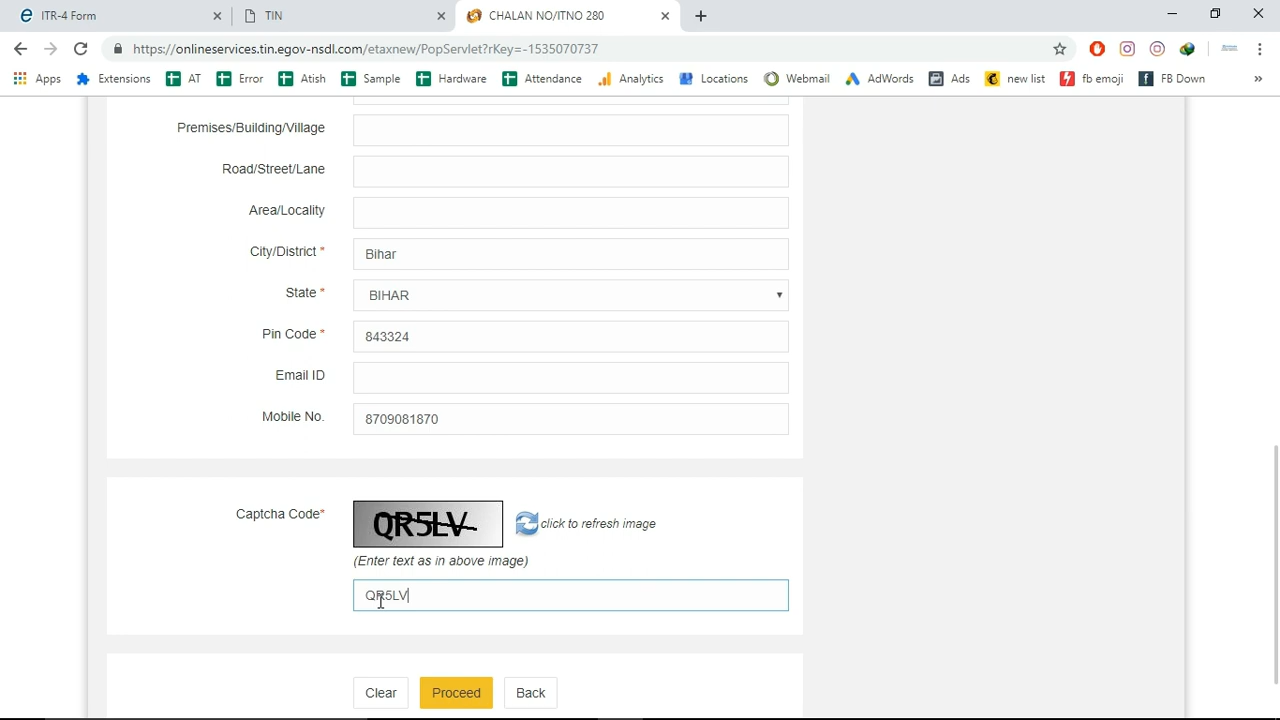 ITR-4 Form
TIN
CHALAN NO/ITNO 280
https://onlineservices.tin.egov-nsdl.com/etaxnew/PopServlet?rKey=-1535070737
Apps Extensions AT Error Atish Sample Hardware Attendance Analytics Locations Webmail AdWords Ads new list fb emoji FB Down »
Premises/Building/Village
Road/Street/Lane
Area/Locality
City/District * Bihar
State * BIHAR
Pin Code * 843324
Email ID
Mobile No. 8709081870
Captcha Code* QR5LV click to refresh image
(Enter text as in above image)
QR5LV
Clear Proceed Back